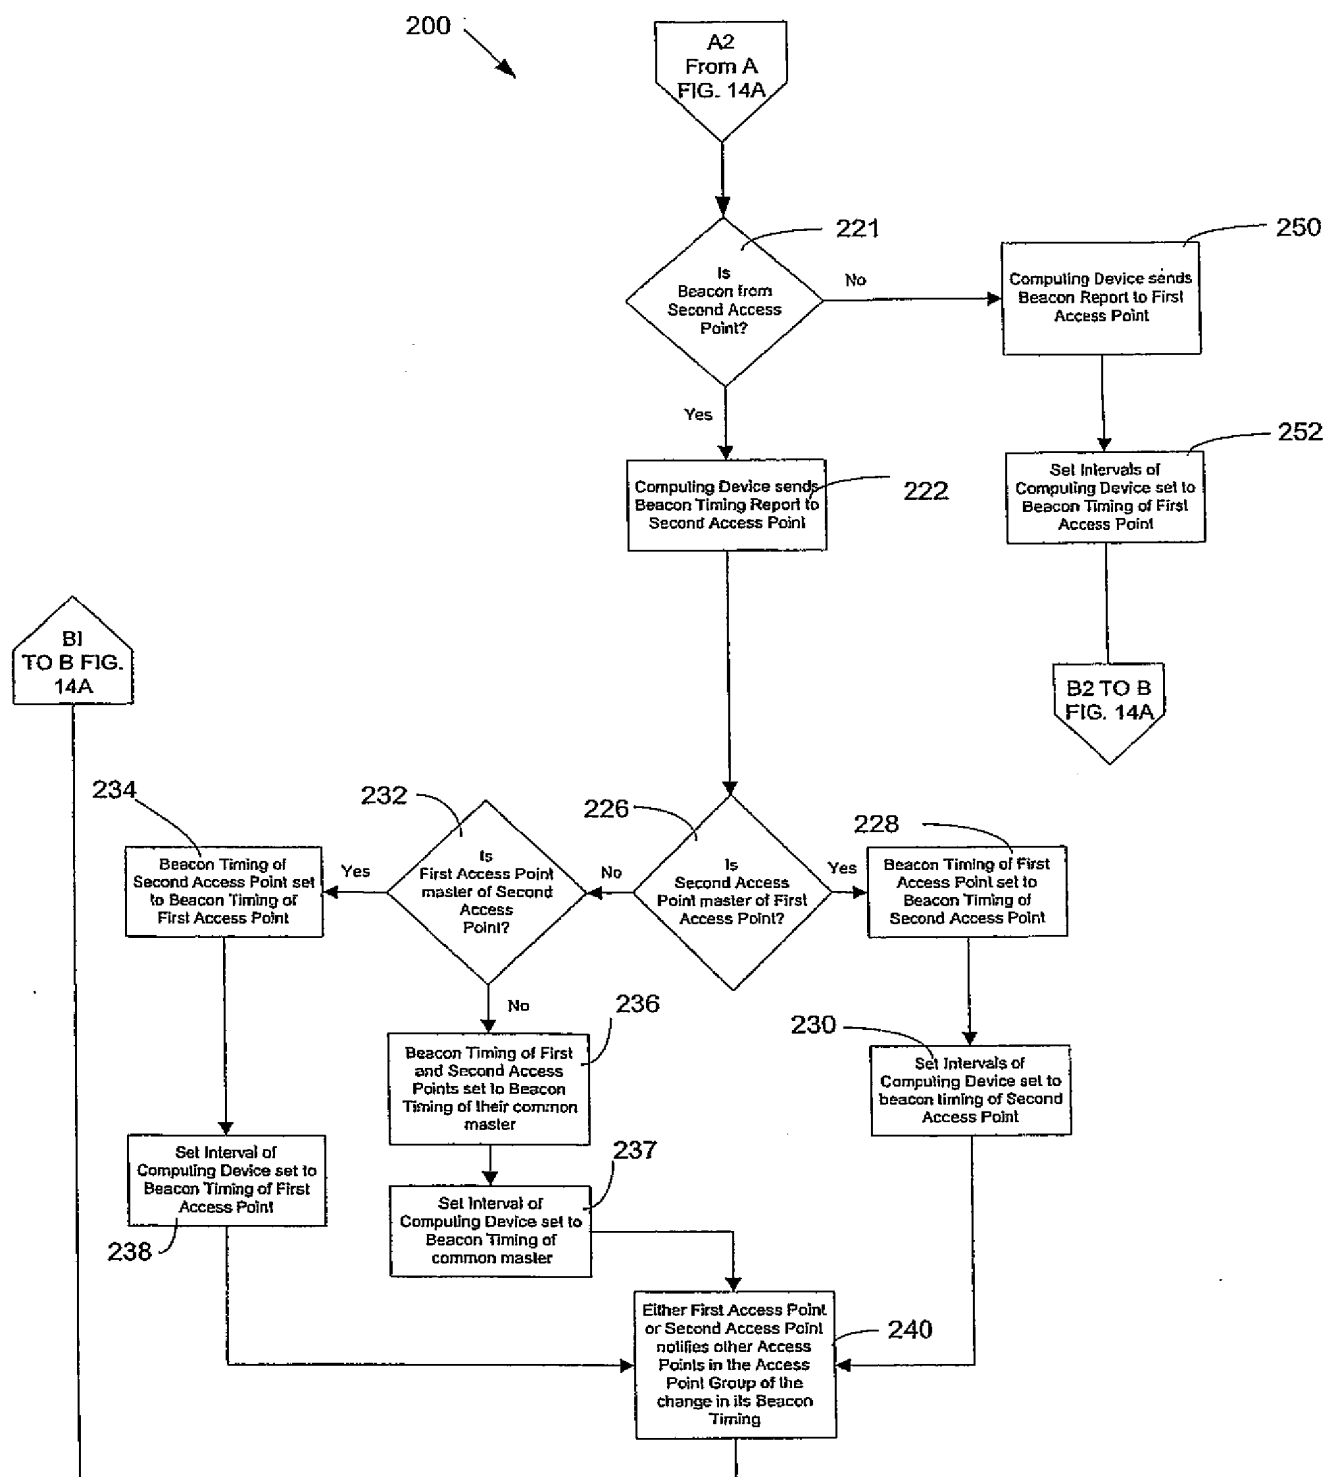 200
A2
From A
FIG. 14A
221
Is
Beacon from
Second Access
Point?
No
250
Computing Device sends
Beacon Report to First
Access Point
Yes
252
Set Intervals of
Computing Device set to
Beacon Timing of First
Access Point
Computing Device sends
Beacon Timing Report to
Second Access Point
222
B1
TO B FIG.
14A
B2 TO B
FIG. 14A
234
Beacon Timing of
Second Access Point set
to Beacon Timing of
First Access Point
Yes
232
Is
First Access Point
master of Second
Access
Point?
No
226
Is
Second Access
Point master of First
Access Point?
Yes
228
Beacon Timing of First
Access Point set to
Beacon Timing of
Second Access Point
No
236
Beacon Timing of First
and Second Access
Points set to Beacon
Timing of their common
master
230
Set Intervals of
Computing Device set to
beacon timing of Second
Access Point
Set Interval of
Computing Device set to
Beacon Timing of First
Access Point
238
237
Set Interval of
Computing Device set to
Beacon Timing of
common master
Either First Access Point
or Second Access Point
notifies other Access
Points in the Access
Point Group of the
change in its Beacon
Timing
240